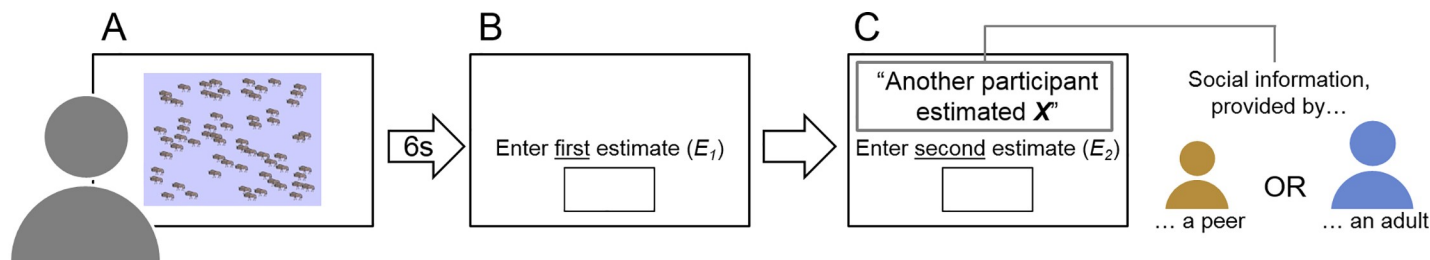 A
B
C
6s
Enter first estimate (E1)
“Another participant
estimated X”
Enter second estimate (E2)
Social information,
provided by…
OR
… a peer
… an adult